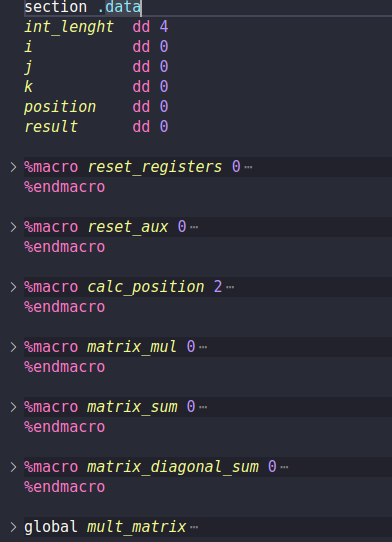 section .data
int_lenght dd 4
i dd 0
j dd 0
k dd 0
position dd 0
result dd 0
> %macro reset_registers 0 ⋯
%endmacro
> %macro reset_aux 0 ⋯
%endmacro
> %macro calc_position 2 ⋯
%endmacro
> %macro matrix_mul 0 ⋯
%endmacro
> %macro matrix_sum 0 ⋯
%endmacro
> %macro matrix_diagonal_sum 0 ⋯
%endmacro
> global mult_matrix ⋯